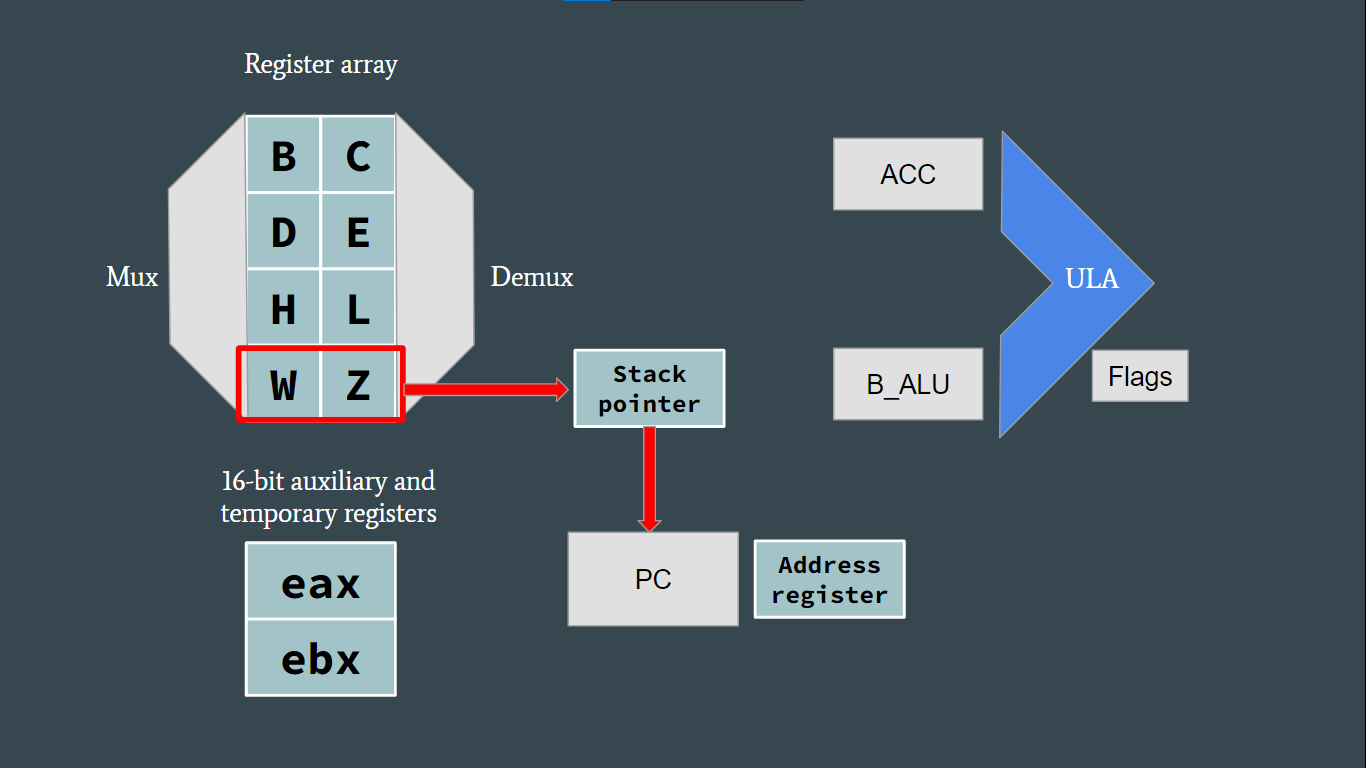 Register array
B C
D E
H L
W Z
Mux
Demux
ACC
ULA
B_ALU
Flags
Stack
pointer
16-bit auxiliary and
temporary registers
eax
ebx
PC
Address
register